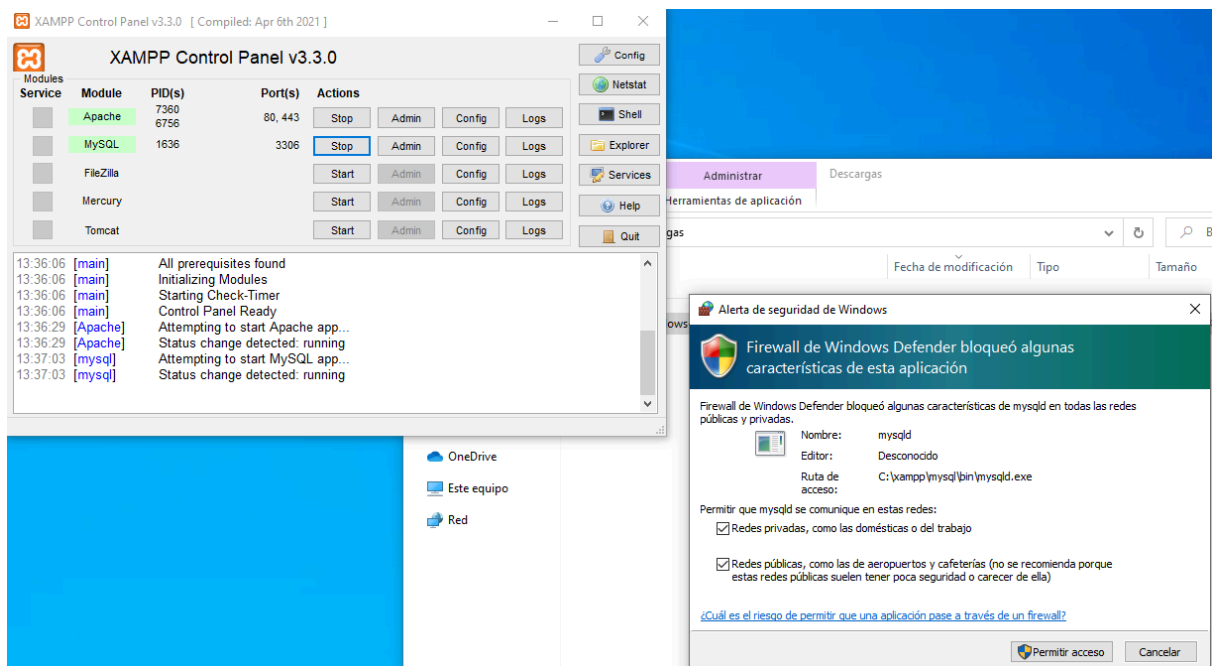 XAMPP Control Panel v3.3.0 [ Compiled: Apr 6th 2021 ]
XAMPP Control Panel v3.3.0
Config
Modules
Service Module PID(s) Port(s) Actions
Netstat
Apache 7360 6756 80, 443 Stop Admin Config Logs
Shell
MySQL 1636 3306 Stop Admin Config Logs
Explorer
FileZilla Start Admin Config Logs
Services
Mercury Start Admin Config Logs
Help
Tomcat Start Admin Config Logs
Quit
13:36:06 [main] All prerequisites found
13:36:06 [main] Initializing Modules
13:36:06 [main] Starting Check-Timer
13:36:06 [main] Control Panel Ready
13:36:29 [Apache] Attempting to start Apache app...
13:36:29 [Apache] Status change detected: running
13:37:03 [mysql] Attempting to start MySQL app...
13:37:03 [mysql] Status change detected: running
Administrar Descargas
Herramientas de aplicación
gas
B
Fecha de modificación Tipo Tamaño
ows
OneDrive
Este equipo
Red
Alerta de seguridad de Windows
Firewall de Windows Defender bloqueó algunas
características de esta aplicación
Firewall de Windows Defender bloqueó algunas características de mysqld en todas las redes
públicas y privadas.
Nombre: mysqld
Editor: Desconocido
Ruta de acceso: C:\xampp\mysql\bin\mysqld.exe
Permitir que mysqld se comunique en estas redes:
Redes privadas, como las domésticas o del trabajo
Redes públicas, como las de aeropuertos y cafeterías (no se recomienda porque
estas redes públicas suelen tener poca seguridad o carecer de ella)
¿Cuál es el riesgo de permitir que una aplicación pase a través de un firewall?
Permitir acceso Cancelar